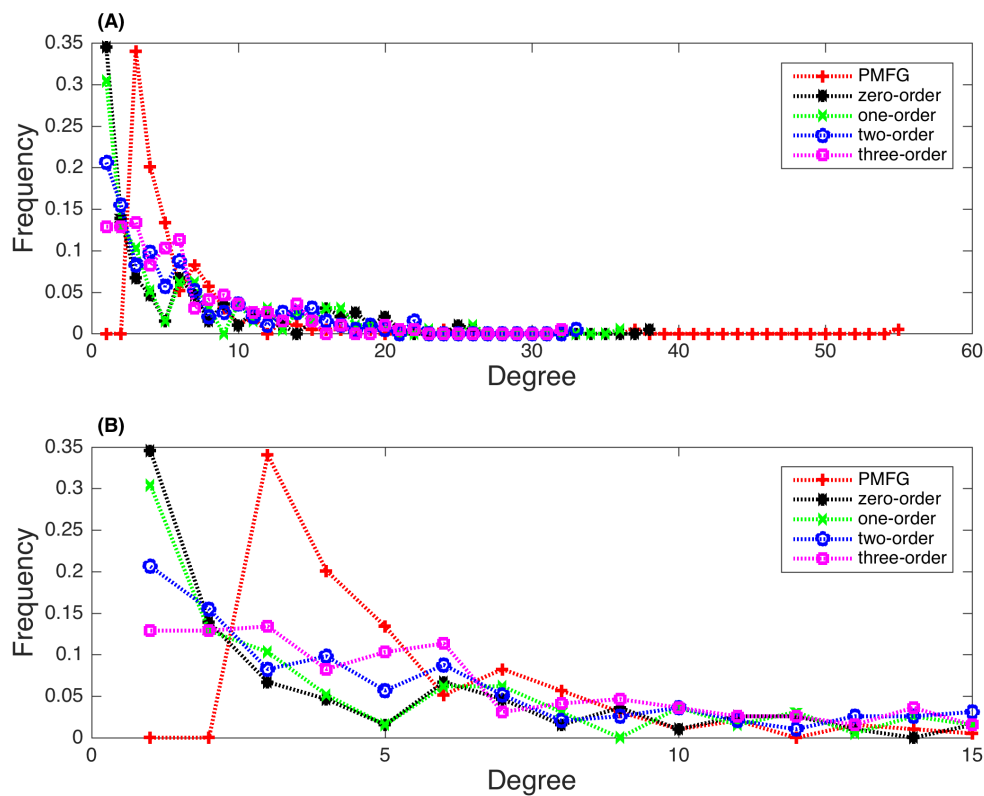 (A)
0.35
0.3
0.25
0.2
0.15
0.1
0.05
0
Frequency
PMFG
zero-order
one-order
two-order
three-order
0 10 20 30 40 50 60
Degree
(B)
0.35
0.3
0.25
0.2
0.15
0.1
0.05
0
Frequency
PMFG
zero-order
one-order
two-order
three-order
0 5 10 15
Degree